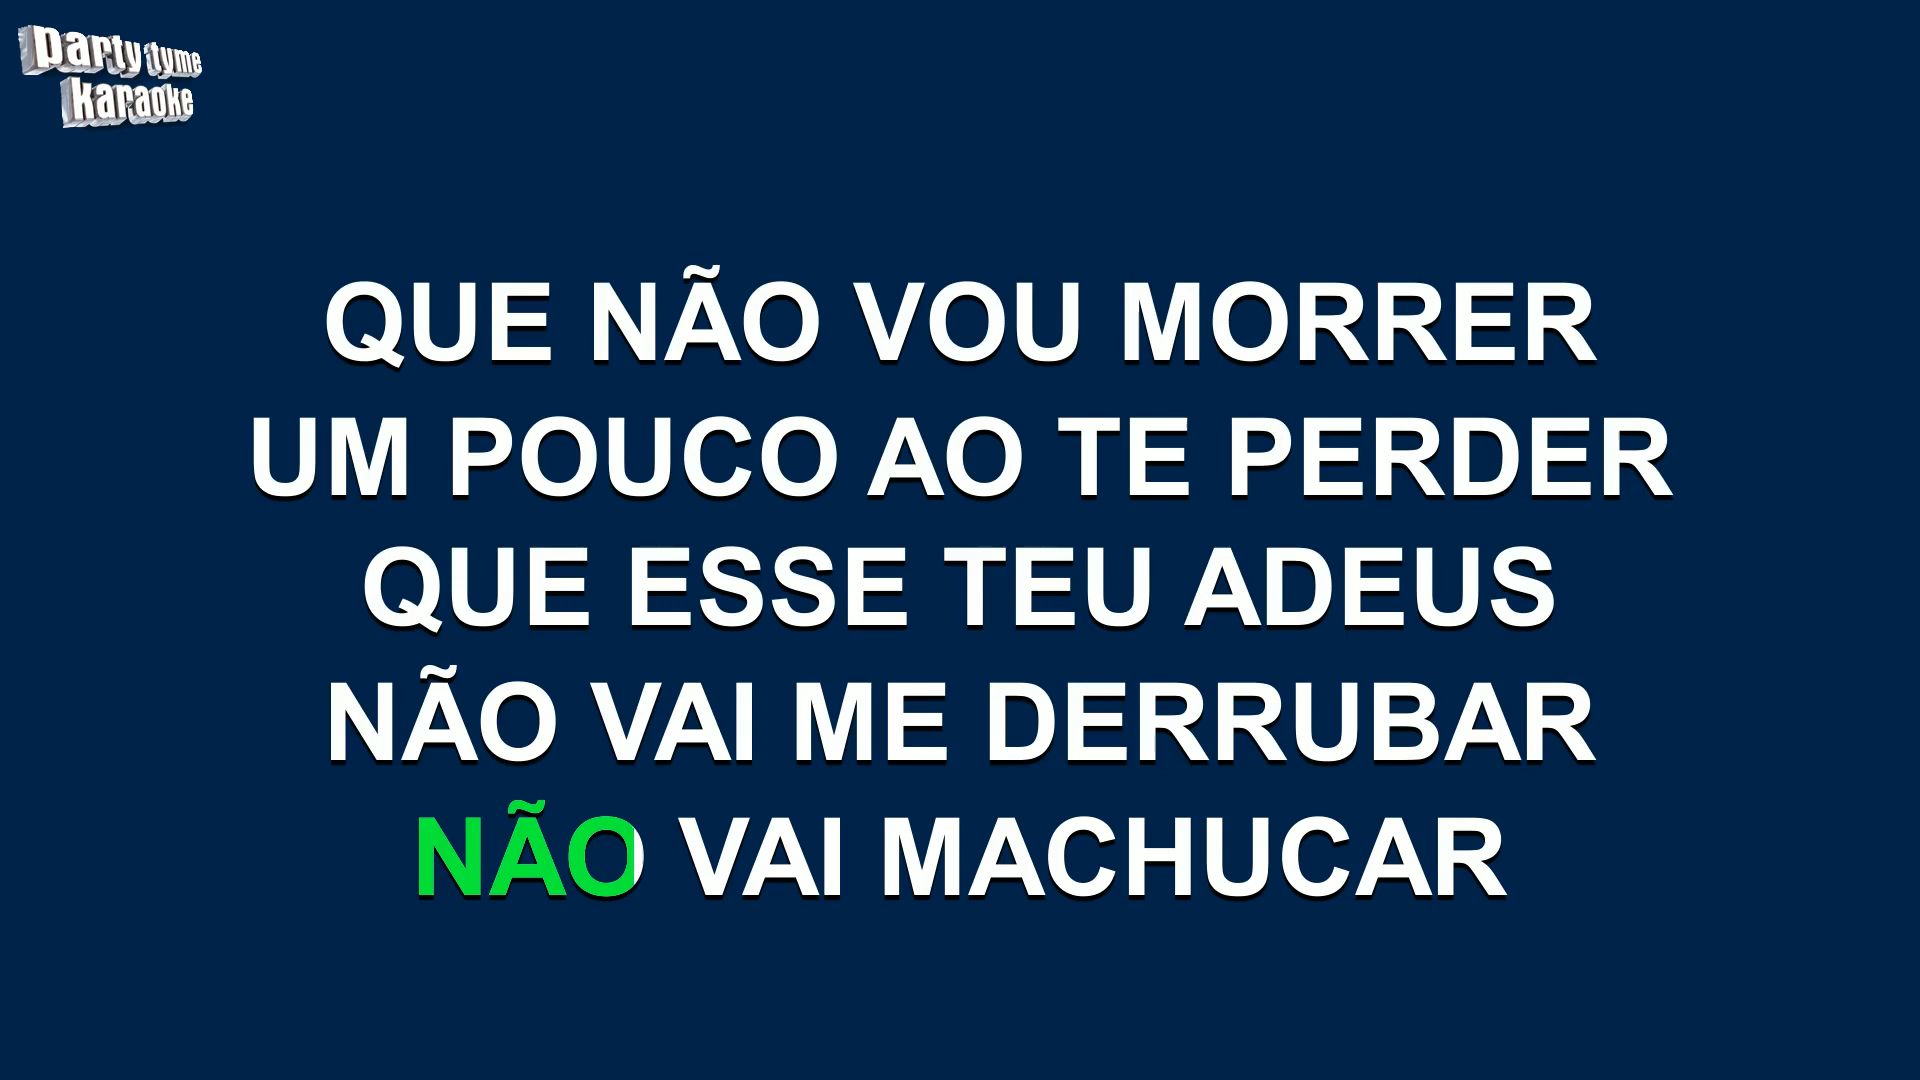 party tyme
karaoke
QUE NÃO VOU MORRER
UM POUCO AO TE PERDER
QUE ESSE TEU ADEUS
NÃO VAI ME DERRUBAR
NÃO VAI MACHUCAR